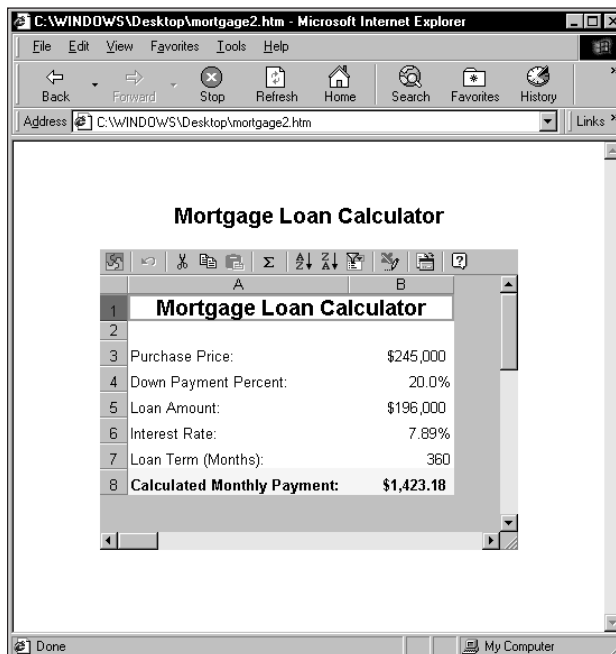 C:\WINDOWS\Desktop\mortgage2.htm - Microsoft Internet Explorer
File Edit View Favorites Tools Help
Back Forward Stop Refresh Home Search Favorites History »
Address C:\WINDOWS\Desktop\mortgage2.htm Links »
Mortgage Loan Calculator
A B
1 Mortgage Loan Calculator
2
3 Purchase Price: $245,000
4 Down Payment Percent: 20.0%
5 Loan Amount: $196,000
6 Interest Rate: 7.89%
7 Loan Term (Months): 360
8 Calculated Monthly Payment: $1,423.18
Done My Computer